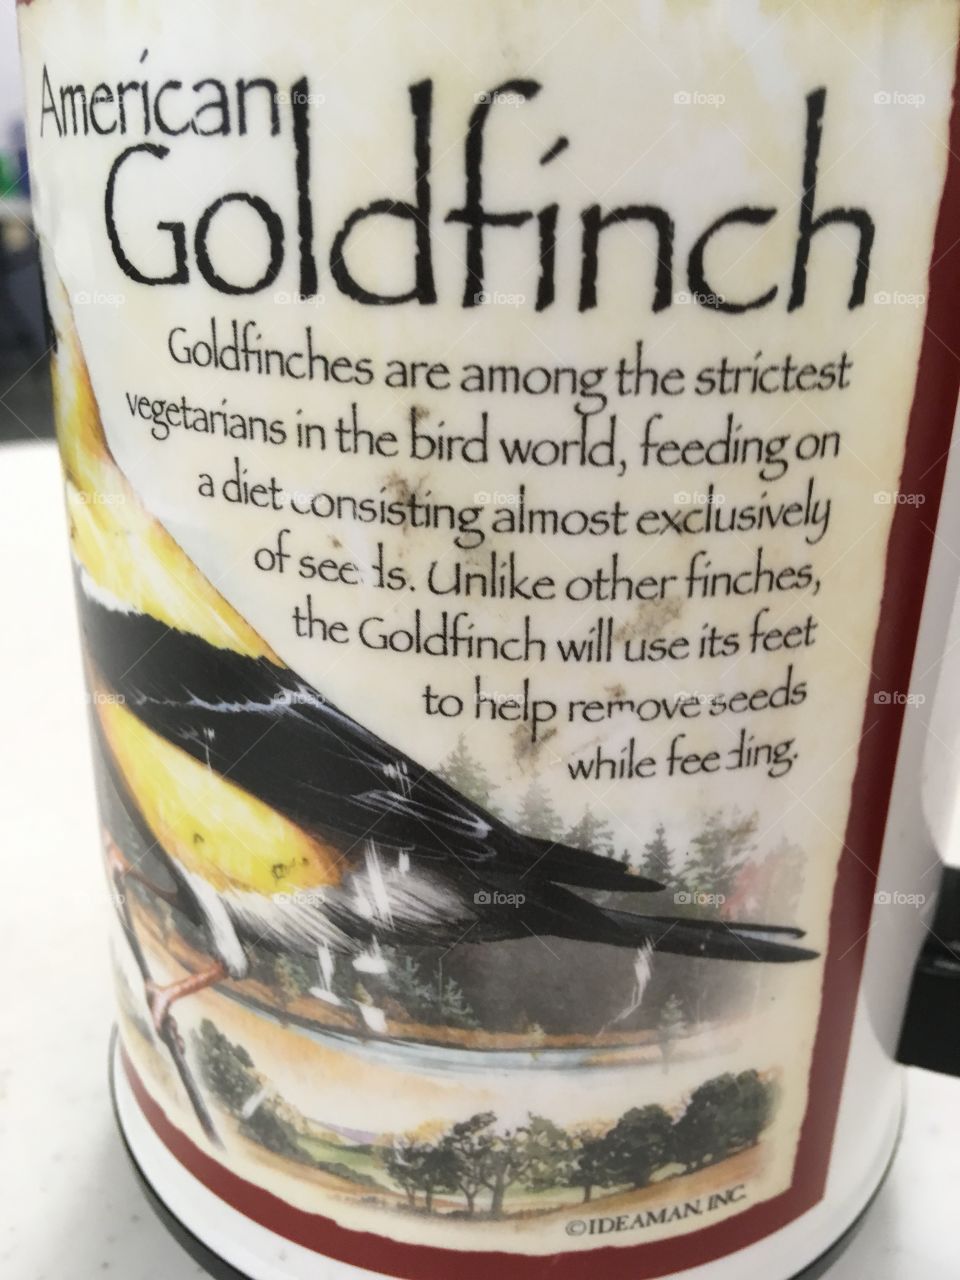 American
Goldfinch
Goldfinches are among the strictest
vegetarians in the bird world, feeding on
a diet consisting almost exclusively
of seeds. Unlike other finches,
the Goldfinch will use its feet
to help remove seeds
while feeding.
©IDEAMAN, INC.
foap